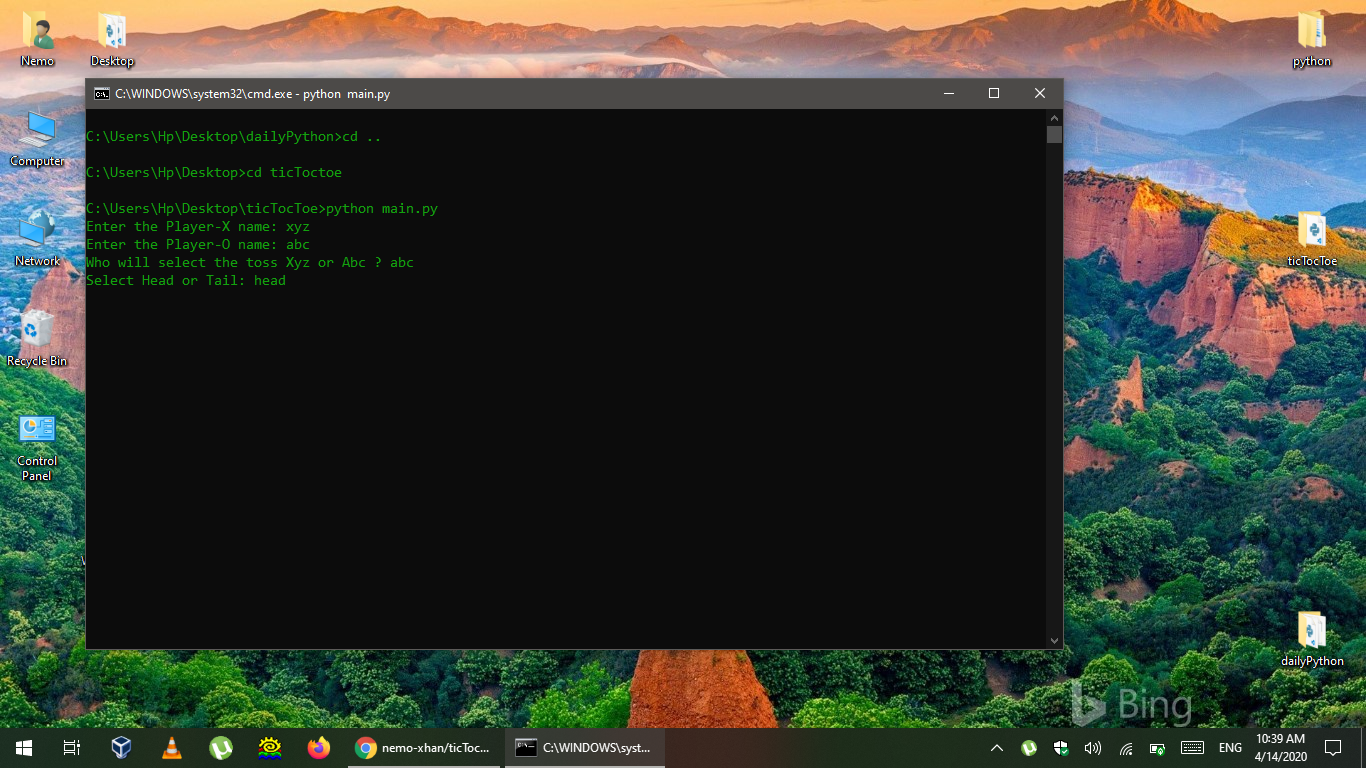 Nemo
Desktop
python
C:\WINDOWS\system32\cmd.exe - python  main.py
C:\Users\Hp\Desktop\dailyPython>cd ..
C:\Users\Hp\Desktop>cd ticToctoe
C:\Users\Hp\Desktop\ticTocToe>python main.py
Enter the Player-X name: xyz
Enter the Player-O name: abc
Who will select the toss Xyz or Abc ? abc
Select Head or Tail: head
Computer
Network
ticTocToe
Recycle Bin
Control
Panel
dailyPython
Bing
nemo-xhan/ticToc...
C:\WINDOWS\syst...
ENG
10:39 AM
4/14/2020